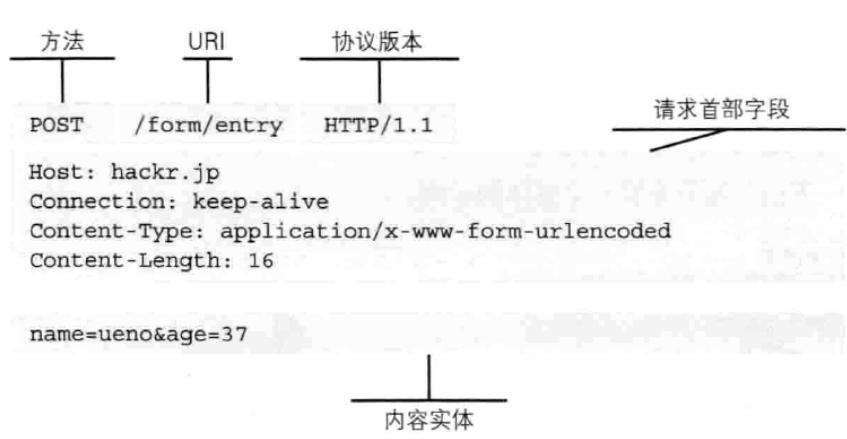 方法 URI 协议版本
请求首部字段
POST /form/entry HTTP/1.1
Host: hackr.jp
Connection: keep-alive
Content-Type: application/x-www-form-urlencoded
Content-Length: 16
name=ueno&age=37
内容实体